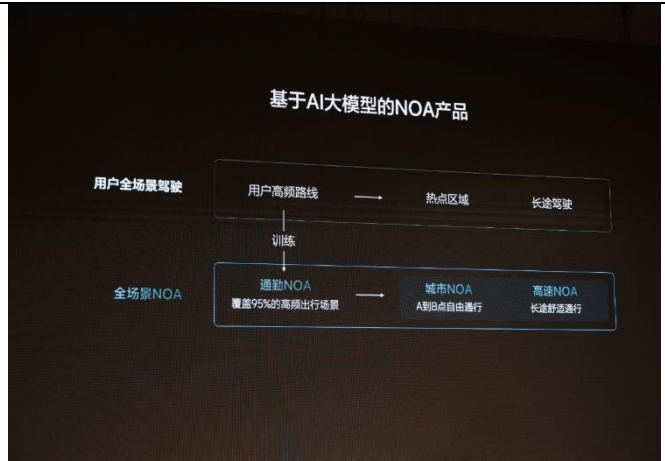 基于AI大模型的NOA产品
用户全场景驾驶
用户高频路线 → 热点区域 长途驾驶
训练
全场景NOA
通勤NOA → 城市NOA 高速NOA
覆盖95%的高频出行场景 A到B点自由通行 长途舒适通行